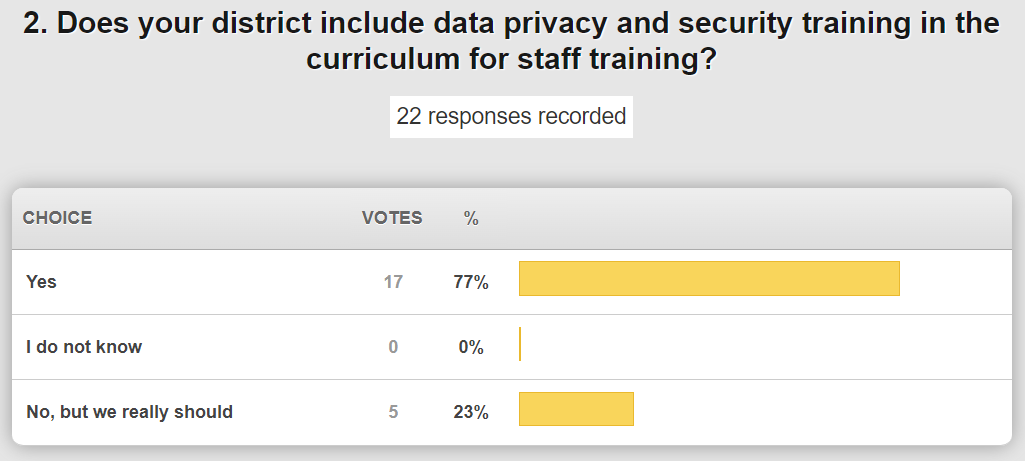 2. Does your district include data privacy and security training in the
curriculum for staff training?
22 responses recorded
CHOICE VOTES %
Yes 17 77%
I do not know 0 0%
No, but we really should 5 23%